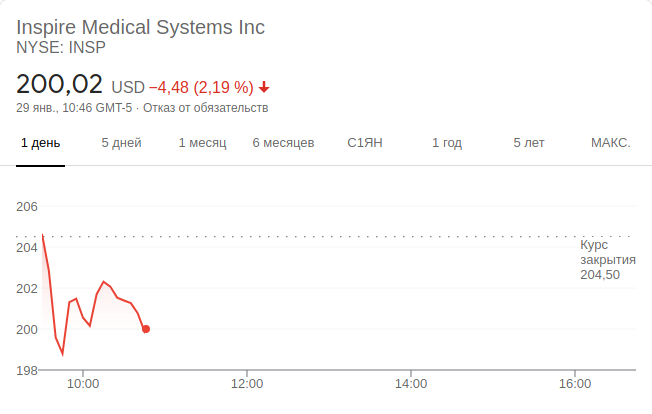 Inspire Medical Systems Inc
NYSE: INSP
200,02 USD −4,48 (2,19 %)
29 янв., 10:46 GMT-5 · Отказ от обязательств
1 день 5 дней 1 месяц 6 месяцев С1ЯН 1 год 5 лет МАКС.
206
204
202
200
198
Курс
закрытия
204,50
10:00 12:00 14:00 16:00